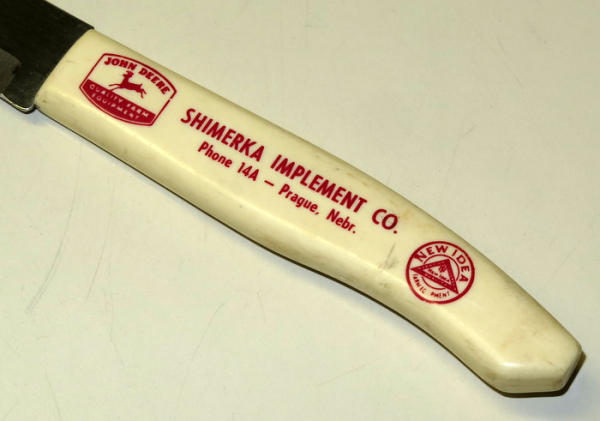 JOHN DEERE
QUALITY FARM
EQUIPMENT
SHIMERKA IMPLEMENT CO.
Phone 14A — Prague, Nebr.
NEW IDEA